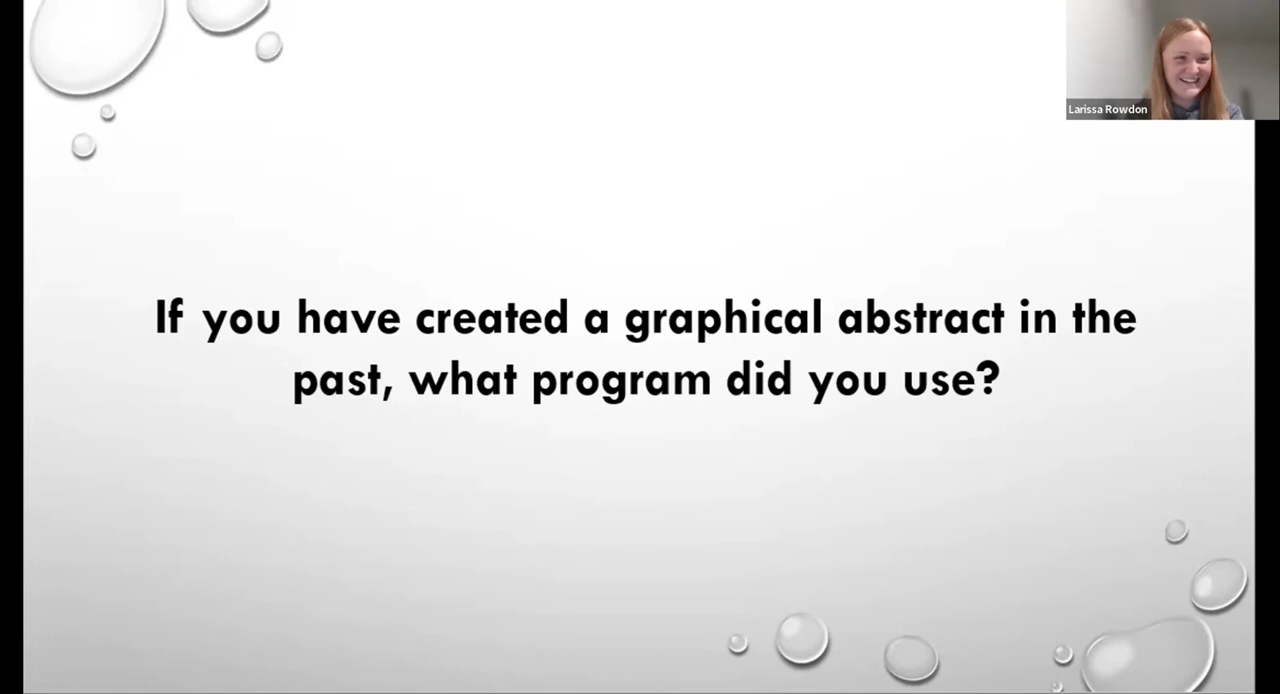 Larissa Rowdon
If you have created a graphical abstract in the
past, what program did you use?